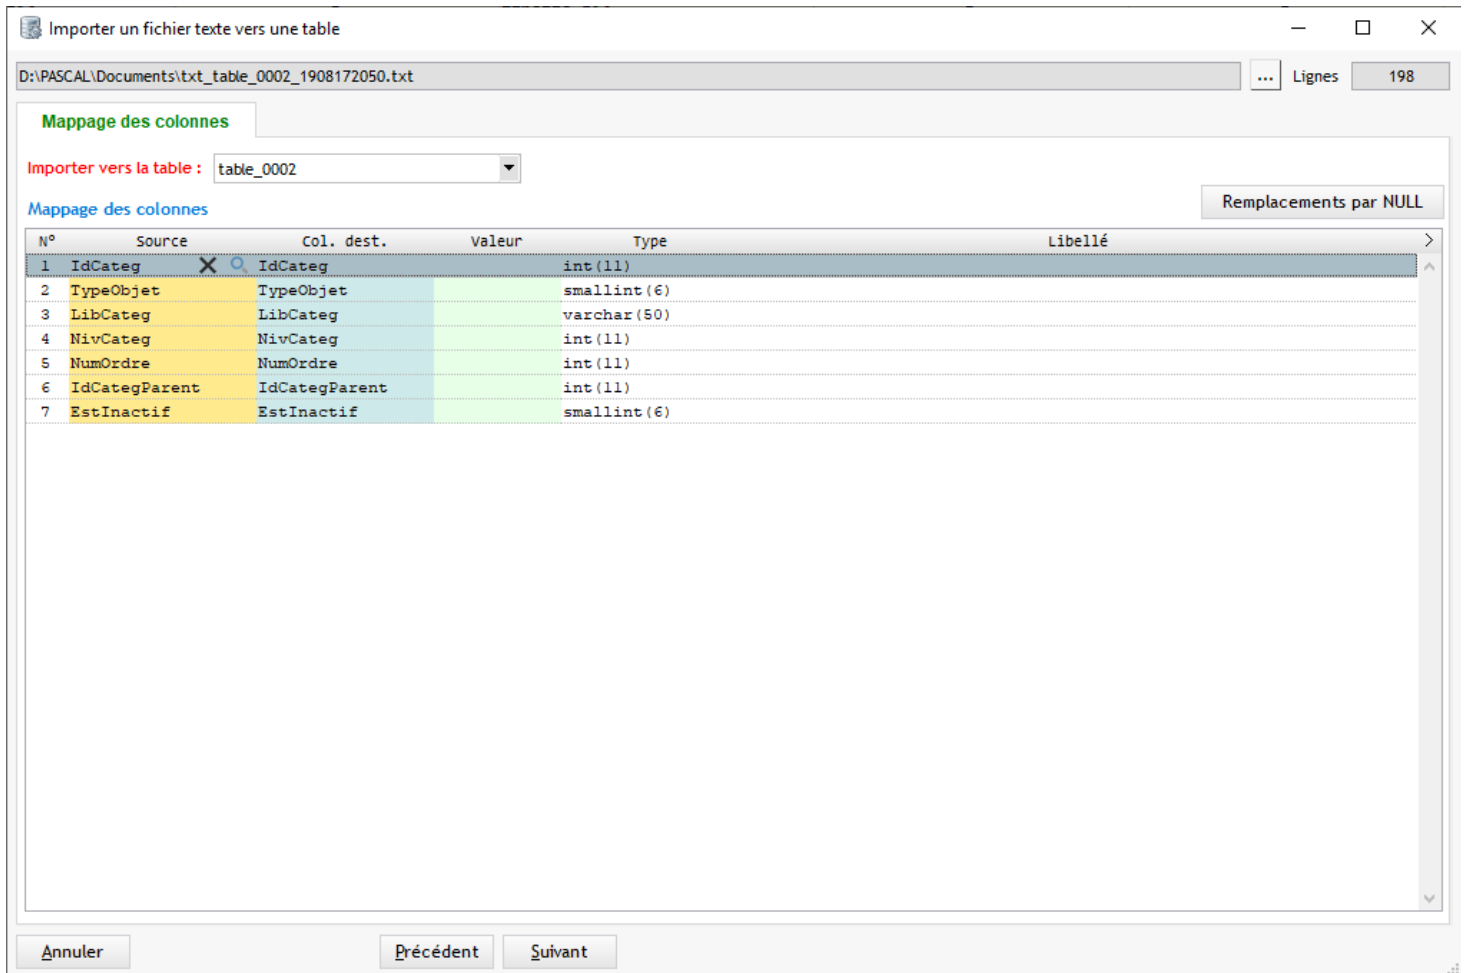 Importer un fichier texte vers une table
D:\PASCAL\Documents\txt_table_0002_1908172050.txt ... Lignes 198
Mappage des colonnes
Importer vers la table : table_0002
Mappage des colonnes Remplacements par NULL
N° Source Col. dest. Valeur Type Libellé
1 IdCateg IdCateg int(11)
2 TypeObjet TypeObjet smallint(6)
3 LibCateg LibCateg varchar(50)
4 NivCateg NivCateg int(11)
5 NumOrdre NumOrdre int(11)
6 IdCategParent IdCategParent int(11)
7 EstInactif EstInactif smallint(6)
Annuler Précédent Suivant